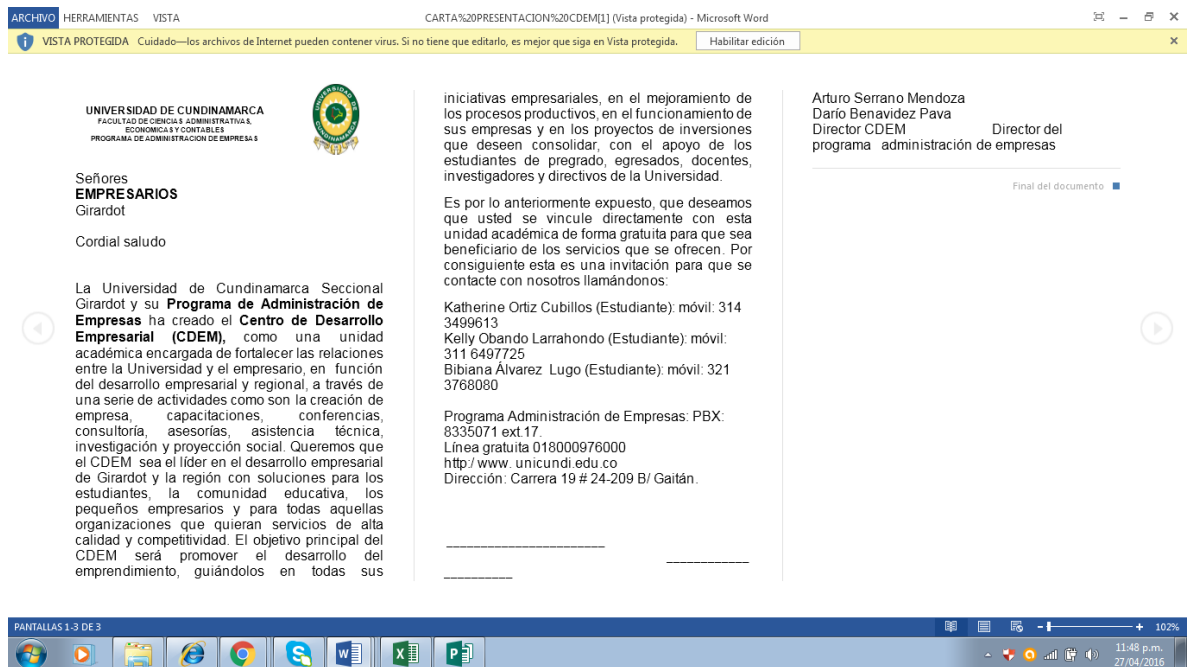 ARCHIVO HERRAMIENTAS VISTA
CARTA%20PRESENTACION%20CDEM[1] (Vista protegida) - Microsoft Word
VISTA PROTEGIDA Cuidado—los archivos de Internet pueden contener virus. Si no tiene que editarlo, es mejor que siga en Vista protegida. Habilitar edición
UNIVERSIDAD DE CUNDINAMARCA
FACULTAD DE CIENCIAS ADMINISTRATIVAS,
ECONOMICAS Y CONTABLES
PROGRAMA DE ADMINISTRACION DE EMPRESAS
Señores
EMPRESARIOS
Girardot
Cordial saludo
La Universidad de Cundinamarca Seccional
Girardot y su Programa de Administración de
Empresas ha creado el Centro de Desarrollo
Empresarial (CDEM), como una unidad
académica encargada de fortalecer las relaciones
entre la Universidad y el empresario, en función
del desarrollo empresarial y regional, a través de
una serie de actividades como son la creación de
empresa, capacitaciones, conferencias,
consultoría, asesorías, asistencia técnica,
investigación y proyección social. Queremos que
el CDEM sea el líder en el desarrollo empresarial
de Girardot y la región con soluciones para los
estudiantes, la comunidad educativa, los
pequeños empresarios y para todas aquellas
organizaciones que quieran servicios de alta
calidad y competitividad. El objetivo principal del
CDEM será promover el desarrollo del
emprendimiento, guiándolos en todas sus
iniciativas empresariales, en el mejoramiento de
los procesos productivos, en el funcionamiento de
sus empresas y en los proyectos de inversiones
que deseen consolidar, con el apoyo de los
estudiantes de pregrado, egresados, docentes,
investigadores y directivos de la Universidad.
Es por lo anteriormente expuesto, que deseamos
que usted se vincule directamente con esta
unidad académica de forma gratuita para que sea
beneficiario de los servicios que se ofrecen. Por
consiguiente esta es una invitación para que se
contacte con nosotros llamándonos:
Katherine Ortiz Cubillos (Estudiante): móvil: 314
3499613
Kelly Obando Larrahondo (Estudiante): móvil:
311 6497725
Bibiana Álvarez Lugo (Estudiante): móvil: 321
3768080
Programa Administración de Empresas: PBX:
8335071 ext.17.
Línea gratuita 018000976000
http:/ www. unicundi.edu.co
Dirección: Carrera 19 # 24-209 B/ Gaitán.
Arturo Serrano Mendoza
Darío Benavidez Pava
Director CDEM Director del
programa administración de empresas
Final del documento
PANTALLAS 1-3 DE 3
102%
11:48 p.m.
27/04/2016